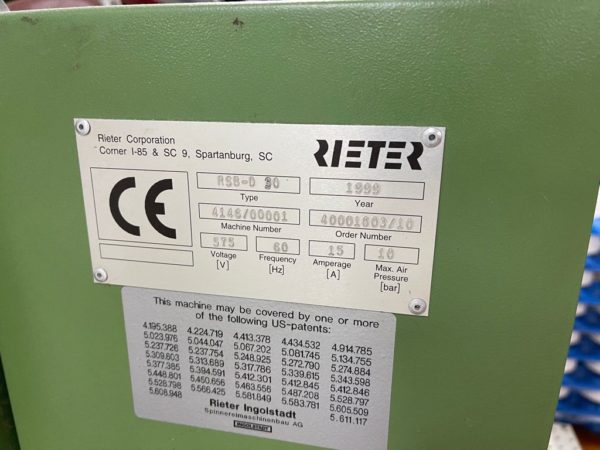 Rieter Corporation
Corner I-85 & SC 9, Spartanburg, SC
RIETER
CE
RSB-D 30
Type
1999
Year
4146/00001
Machine Number
40001603/10
Order Number
575
Voltage
[V]
60
Frequency
[Hz]
15
Amperage
[A]
10
Max. Air
Pressure
[bar]
This machine may be covered by one or more
of the following US-patents:
4.195.388 4.224.719 4.413.378 4.434.532 4.914.785
5.023.976 5.044.047 5.067.202 5.081.745 5.134.755
5.237.726 5.237.754 5.248.925 5.272.790 5.274.884
5.309.603 5.313.689 5.317.786 5.339.615 5.343.598
5.377.385 5.394.591 5.412.301 5.412.845 5.412.846
5.448.801 5.450.656 5.463.556 5.487.208 5.528.797
5.528.798 5.566.425 5.581.849 5.583.781 5.605.509
5.608.948 5.611.117
Rieter Ingolstadt
Spinnereimaschinenbau AG
INGOLSTADT